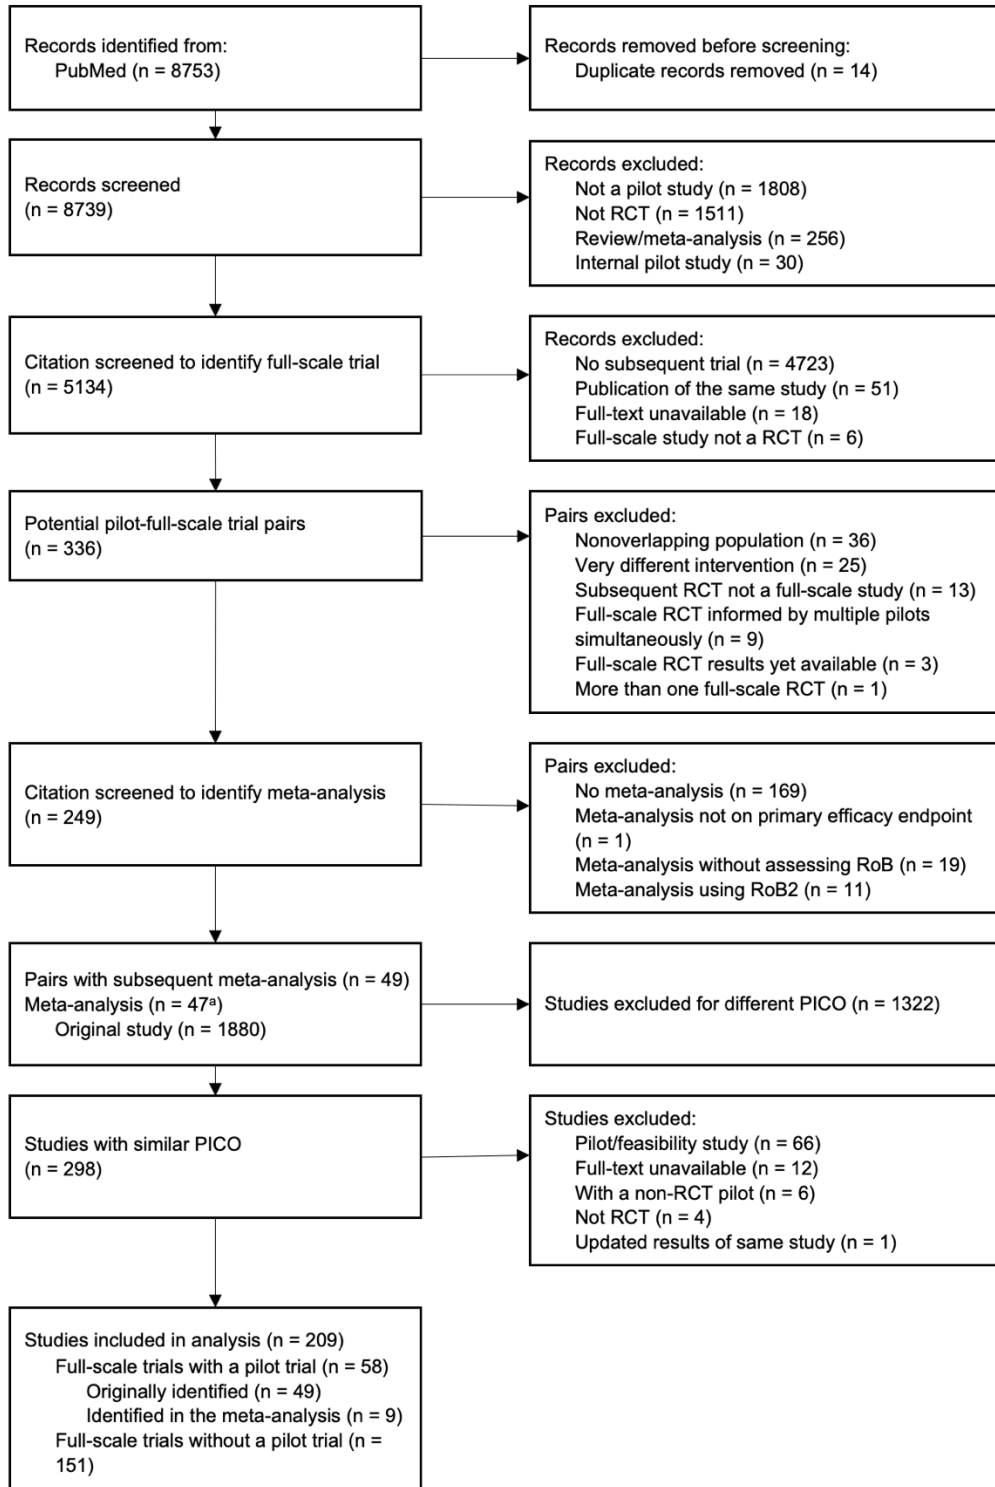 Records identified from:
PubMed (n = 8753)
Records removed before screening:
Duplicate records removed (n = 14)
Records screened
(n = 8739)
Records excluded:
Not a pilot study (n = 1808)
Not RCT (n = 1511)
Review/meta-analysis (n = 256)
Internal pilot study (n = 30)
Citation screened to identify full-scale trial
(n = 5134)
Records excluded:
No subsequent trial (n = 4723)
Publication of the same study (n = 51)
Full-text unavailable (n = 18)
Full-scale study not a RCT (n = 6)
Potential pilot-full-scale trial pairs
(n = 336)
Pairs excluded:
Nonoverlapping population (n = 36)
Very different intervention (n = 25)
Subsequent RCT not a full-scale study (n = 13)
Full-scale RCT informed by multiple pilots
simultaneously (n = 9)
Full-scale RCT results yet available (n = 3)
More than one full-scale RCT (n = 1)
Citation screened to identify meta-analysis
(n = 249)
Pairs excluded:
No meta-analysis (n = 169)
Meta-analysis not on primary efficacy endpoint
(n = 1)
Meta-analysis without assessing RoB (n = 19)
Meta-analysis using RoB2 (n = 11)
Pairs with subsequent meta-analysis (n = 49)
Meta-analysis (n = 47ᵃ)
Original study (n = 1880)
Studies excluded for different PICO (n = 1322)
Studies with similar PICO
(n = 298)
Studies excluded:
Pilot/feasibility study (n = 66)
Full-text unavailable (n = 12)
With a non-RCT pilot (n = 6)
Not RCT (n = 4)
Updated results of same study (n = 1)
Studies included in analysis (n = 209)
Full-scale trials with a pilot trial (n = 58)
Originally identified (n = 49)
Identified in the meta-analysis (n = 9)
Full-scale trials without a pilot trial (n =
151)